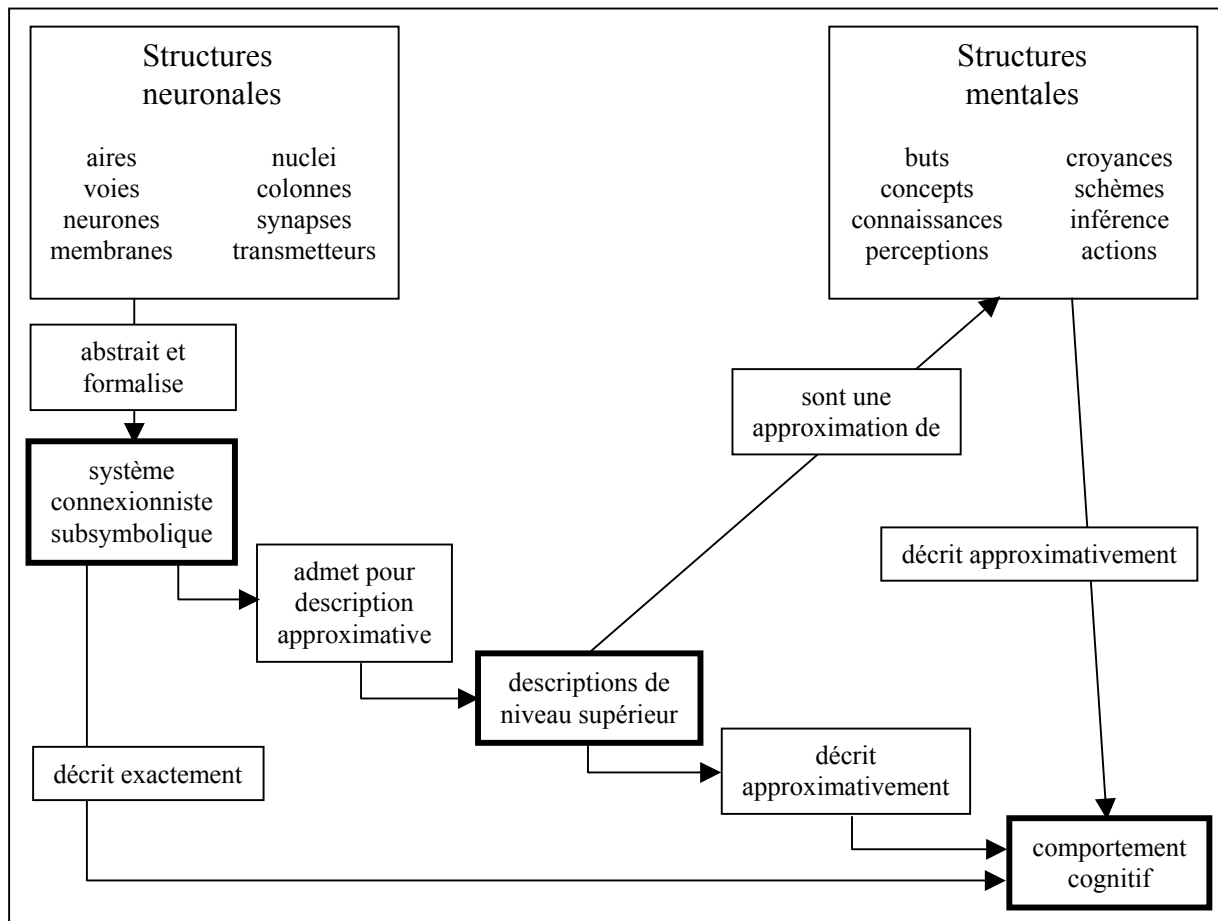 Structures
neuronales
aires nuclei
voies colonnes
neurones synapses
membranes transmetteurs
Structures
mentales
buts croyances
concepts schèmes
connaissances inférence
perceptions actions
abstrait et
formalise
sont une
approximation de
système
connexionniste
subsymbolique
décrit approximativement
admet pour
description
approximative
descriptions de
niveau supérieur
décrit exactement
décrit
approximativement
comportement
cognitif